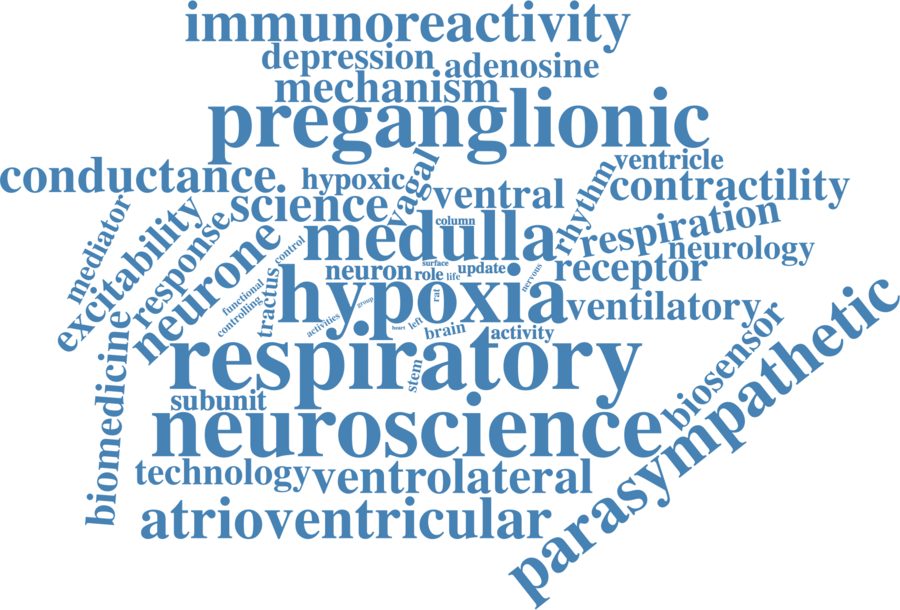 immunoreactivity
depression
adenosine
mechanism
preganglionic
conductance
hypoxic
vagal
ventricle
rhythm
contractility
mediator
excitability
response
science
ventral
column
respiration
neurology
neurone
control
medulla
surface
neuron
role
life
update
nervous
receptor
functional
controlling
tractus
hypoxia
group
rat
ventilatory
activities
heart
left
brain
activity
respiratory
stem
biosensor
parasympathetic
biomedicine
subunit
neuroscience
technology
ventrolateral
atrioventricular